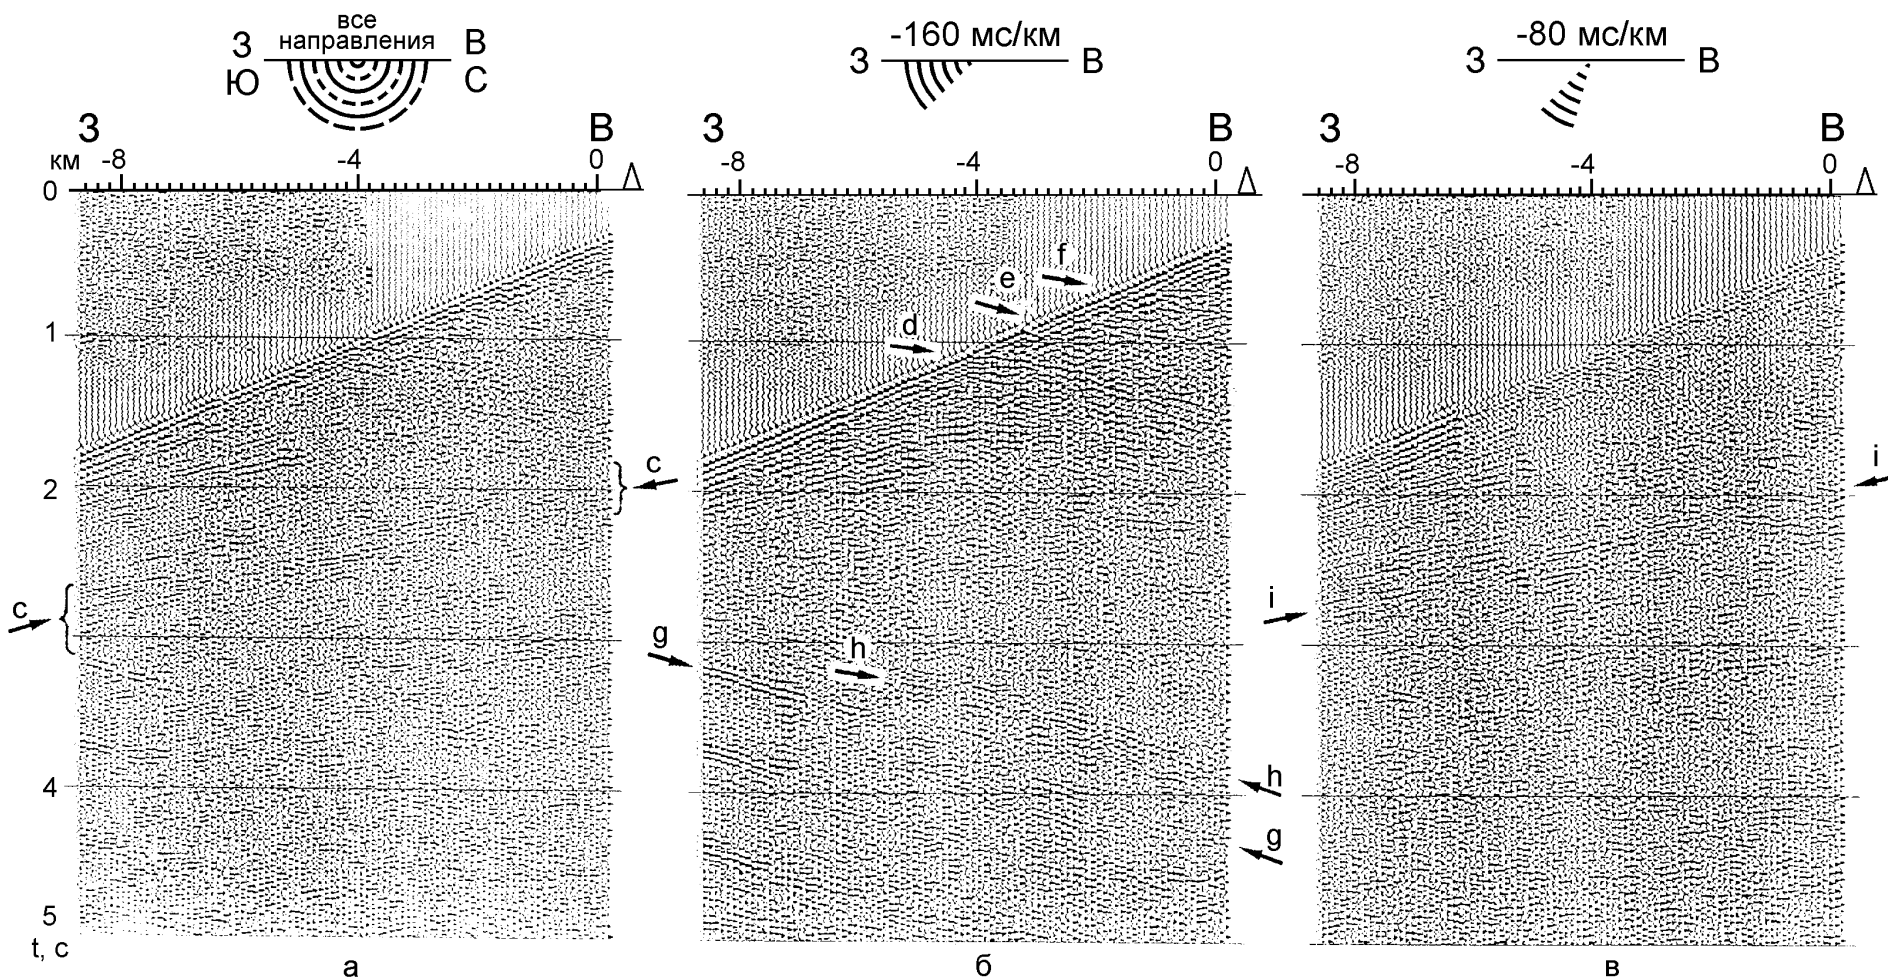 все
направления
З В
Ю С
З В
км -8 -4 0 Δ
0
1
2
4
5
t, с
c
c
а
-160 мс/км
З В
З В
-8 -4 0 Δ
f
e
d
g
h
h
g
б
-80 мс/км
З В
З В
-8 -4 0 Δ
i
i
в